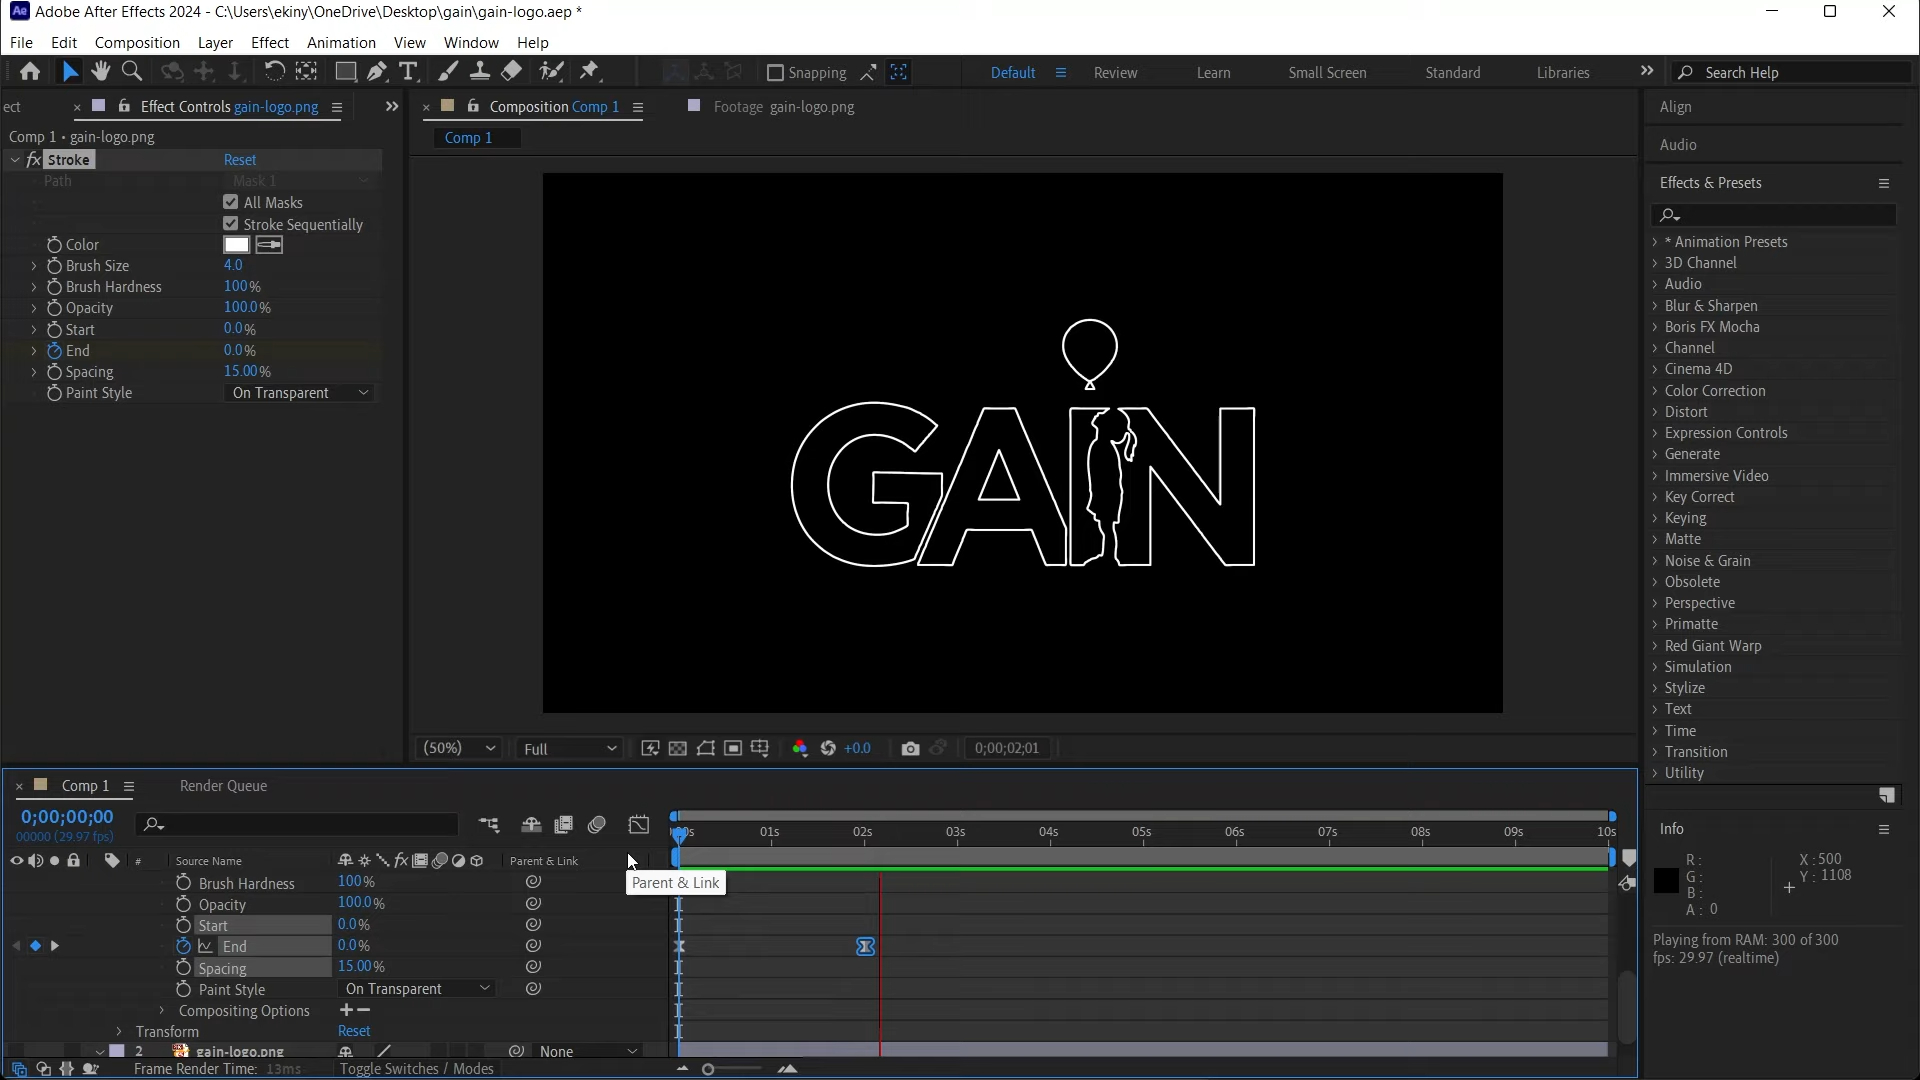 Ae Adobe After Effects 2024 - C:\Users\ekiny\OneDrive\Desktop\gain\gain-logo.aep *
File Edit Composition Layer Effect Animation View Window Help
T Snapping Default Review Learn Small Screen Standard Libraries Search Help
ect Effect Controls gain-logo.png Composition Comp 1 Footage gain-logo.png Align
Comp 1 • gain-logo.png
Comp 1
Audio
fx Stroke Reset
Path Mask 1
All Masks
Stroke Sequentially
Color
Brush Size 4.0
Brush Hardness 100%
Opacity 100.0%
Start 0.0%
End 0.0%
Spacing 15.00%
Paint Style On Transparent
GAIN
Effects & Presets
* Animation Presets
3D Channel
Audio
Blur & Sharpen
Boris FX Mocha
Channel
Cinema 4D
Color Correction
Distort
Expression Controls
Generate
Immersive Video
Key Correct
Keying
Matte
Noise & Grain
Obsolete
Perspective
Primatte
Red Giant Warp
Simulation
Stylize
Text
Time
Transition
Utility
(50%) Full +0.0 0;00;02;01
Comp 1 Render Queue
0;00;00;00
00000 (29.97 fps)
01s 02s 03s 04s 05s 06s 07s 08s 09s 10s
# Source Name fx Parent & Link
Parent & Link
Brush Hardness 100%
Opacity 100.0%
Start 0.0%
End 0.0%
Spacing 15.00%
Paint Style On Transparent
Compositing Options
Transform Reset
2 gain-logo.png None
Frame Render Time: 13ms Toggle Switches / Modes
Info
R: X: 500
G: Y: 1108
B:
A: 0
Playing from RAM: 300 of 300
fps: 29.97 (realtime)